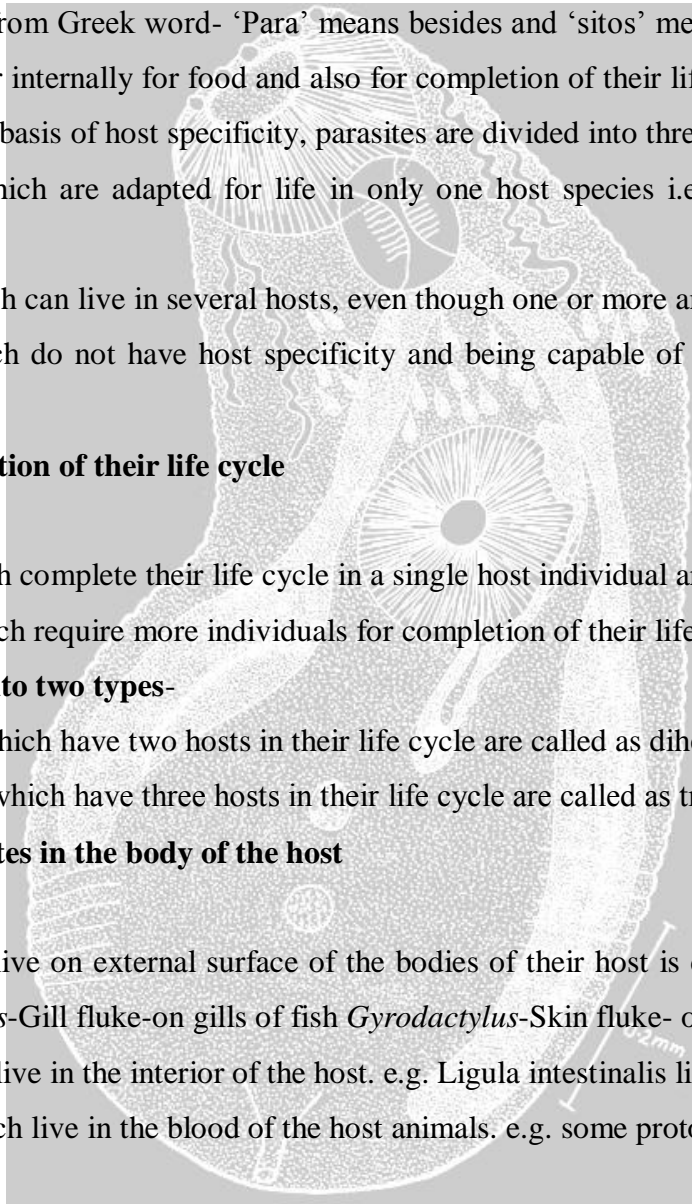 rom Greek word- ‘Para’ means besides and ‘sitos’ me
r internally for food and also for completion of their lif
basis of host specificity, parasites are divided into thre
hich are adapted for life in only one host species i.e
h can live in several hosts, even though one or more a
ch do not have host specificity and being capable of
tion of their life cycle
h complete their life cycle in a single host individual a
ch require more individuals for completion of their life
to two types-
hich have two hosts in their life cycle are called as dih
which have three hosts in their life cycle are called as t
tes in the body of the host
live on external surface of the bodies of their host is
s-Gill fluke-on gills of fish Gyrodactylus-Skin fluke- o
live in the interior of the host. e.g. Ligula intestinalis li
ch live in the blood of the host animals. e.g. some proto